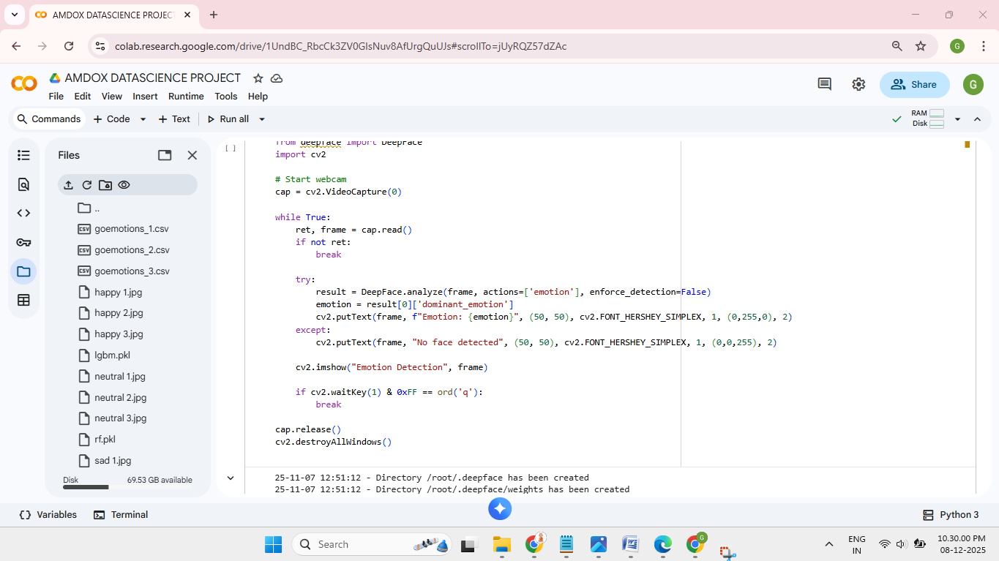 AMDOX DATASCIENCE PROJECT
colab.research.google.com/drive/1UndBC_RbcCk3ZV0GIsNuv8AfUrgQuUJs#scrollTo=jUyRQZ57dZAc
G
AMDOX DATASCIENCE PROJECT
File Edit View Insert Runtime Tools Help
Share
G
Commands + Code + Text Run all
RAM
Disk
Files
..
goemotions_1.csv
goemotions_2.csv
goemotions_3.csv
happy 1.jpg
happy 2.jpg
happy 3.jpg
lgbm.pkl
neutral 1.jpg
neutral 2.jpg
neutral 3.jpg
rf.pkl
sad 1.jpg
Disk 69.53 GB available
[ ]
from deepface import DeepFace
import cv2
# Start webcam
cap = cv2.VideoCapture(0)
while True:
ret, frame = cap.read()
if not ret:
break
try:
result = DeepFace.analyze(frame, actions=['emotion'], enforce_detection=False)
emotion = result[0]['dominant_emotion']
cv2.putText(frame, f"Emotion: {emotion}", (50, 50), cv2.FONT_HERSHEY_SIMPLEX, 1, (0,255,0), 2)
except:
cv2.putText(frame, "No face detected", (50, 50), cv2.FONT_HERSHEY_SIMPLEX, 1, (0,0,255), 2)
cv2.imshow("Emotion Detection", frame)
if cv2.waitKey(1) & 0xFF == ord('q'):
break
cap.release()
cv2.destroyAllWindows()
25-11-07 12:51:12 - Directory /root/.deepface has been created
25-11-07 12:51:12 - Directory /root/.deepface/weights has been created
Variables Terminal
Python 3
Search
ENG
IN
10.30.00 PM
08-12-2025